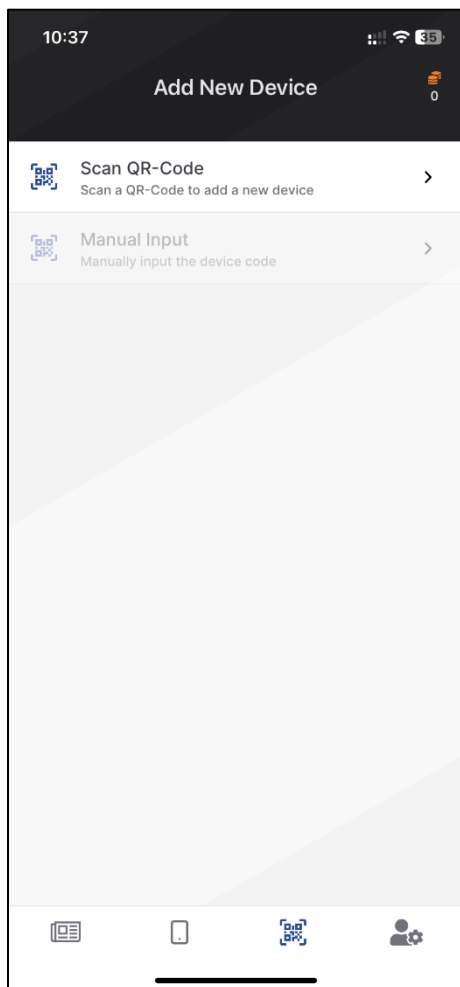 10:37
35
Add New Device
0
Scan QR-Code
Scan a QR-Code to add a new device
Manual Input
Manually input the device code